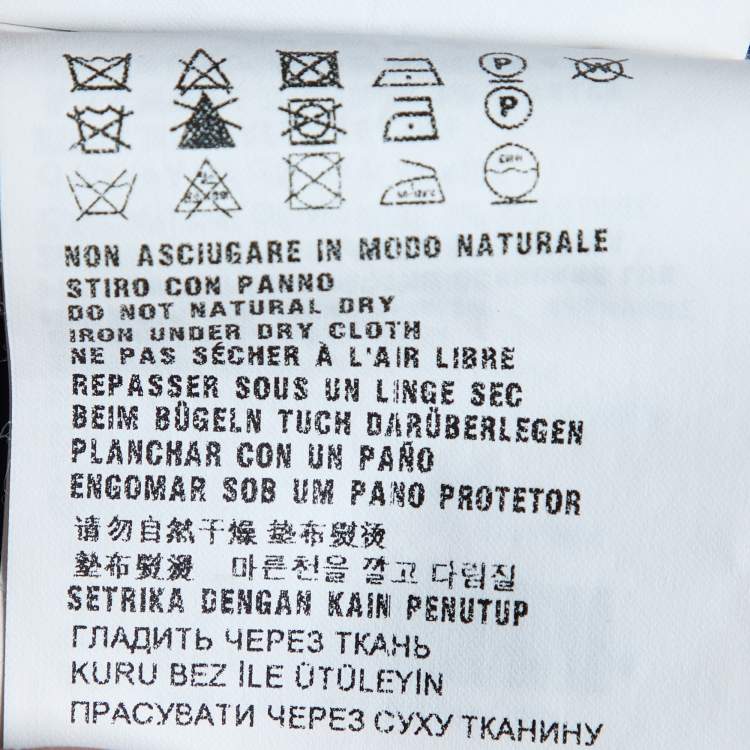 P
P
NON ASCIUGARE IN MODO NATURALE
STIRO CON PANNO
DO NOT NATURAL DRY
IRON UNDER DRY CLOTH
NE PAS SÉCHER À L'AIR LIBRE
REPASSER SOUS UN LINGE SEC
BEIM BÜGELN TUCH DARÜBERLEGEN
PLANCHAR CON UN PAÑO
ENGOMAR SOB UM PANO PROTETOR
请勿自然干燥 垫布熨烫
墊布熨燙 마른천을 깔고 다림질
SETRIKA DENGAN KAIN PENUTUP
ГЛАДИТЬ ЧЕРЕЗ ТКАНЬ
KURU BEZ İLE ÜTÜLEYİN
ПРАСУВАТИ ЧЕРЕЗ СУХУ ТКАНИНУ